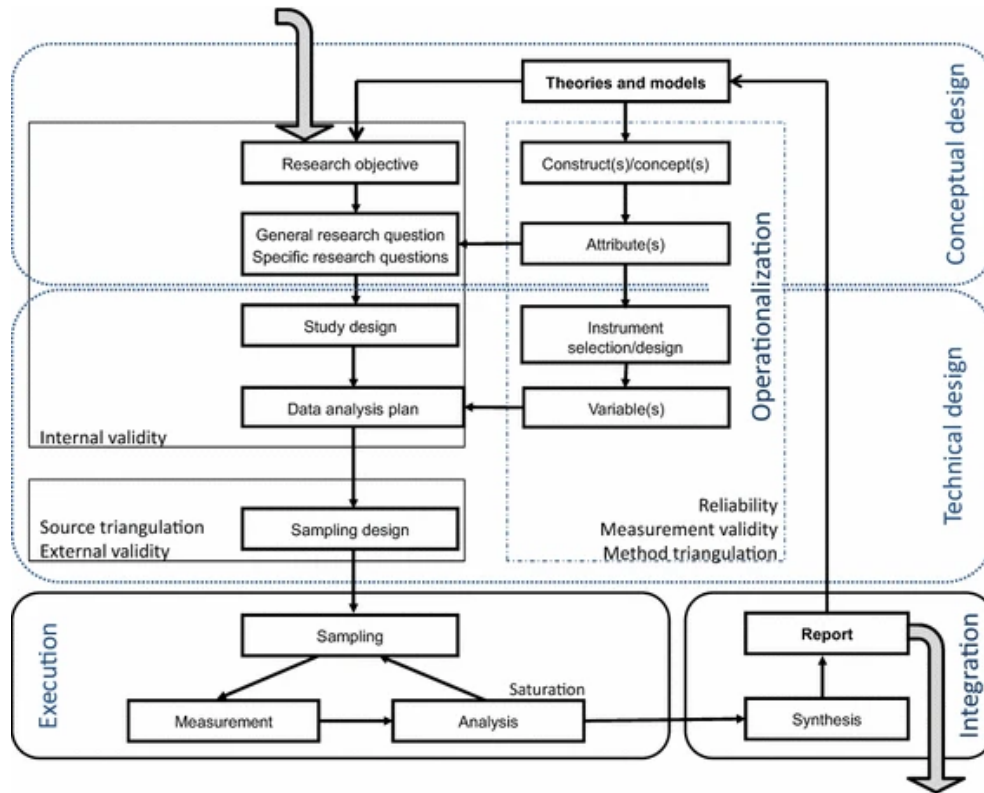 Theories and models
Conceptual design
Research objective
Construct(s)/concept(s)
General research question
Specific research questions
Attribute(s)
Operationalization
Study design
Instrument
selection/design
Technical design
Data analysis plan
Variable(s)
Internal validity
Source triangulation
External validity
Sampling design
Reliability
Measurement validity
Method triangulation
Execution
Sampling
Saturation
Measurement
Analysis
Report
Synthesis
Integration